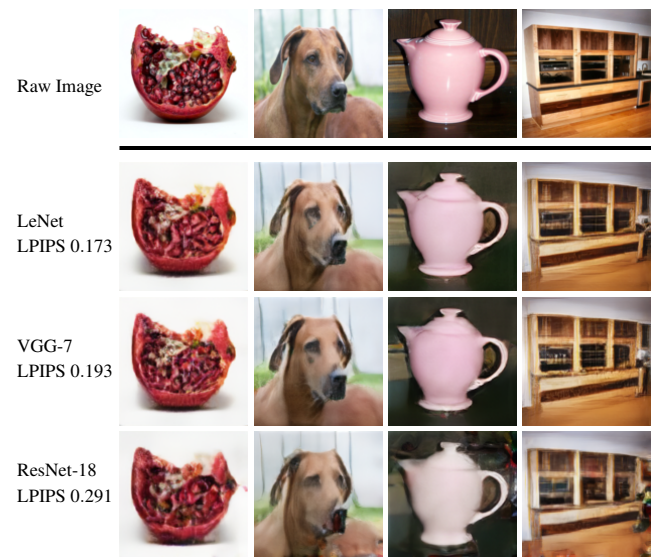 Raw Image
LeNet
LPIPS 0.173
VGG-7
LPIPS 0.193
ResNet-18
LPIPS 0.291